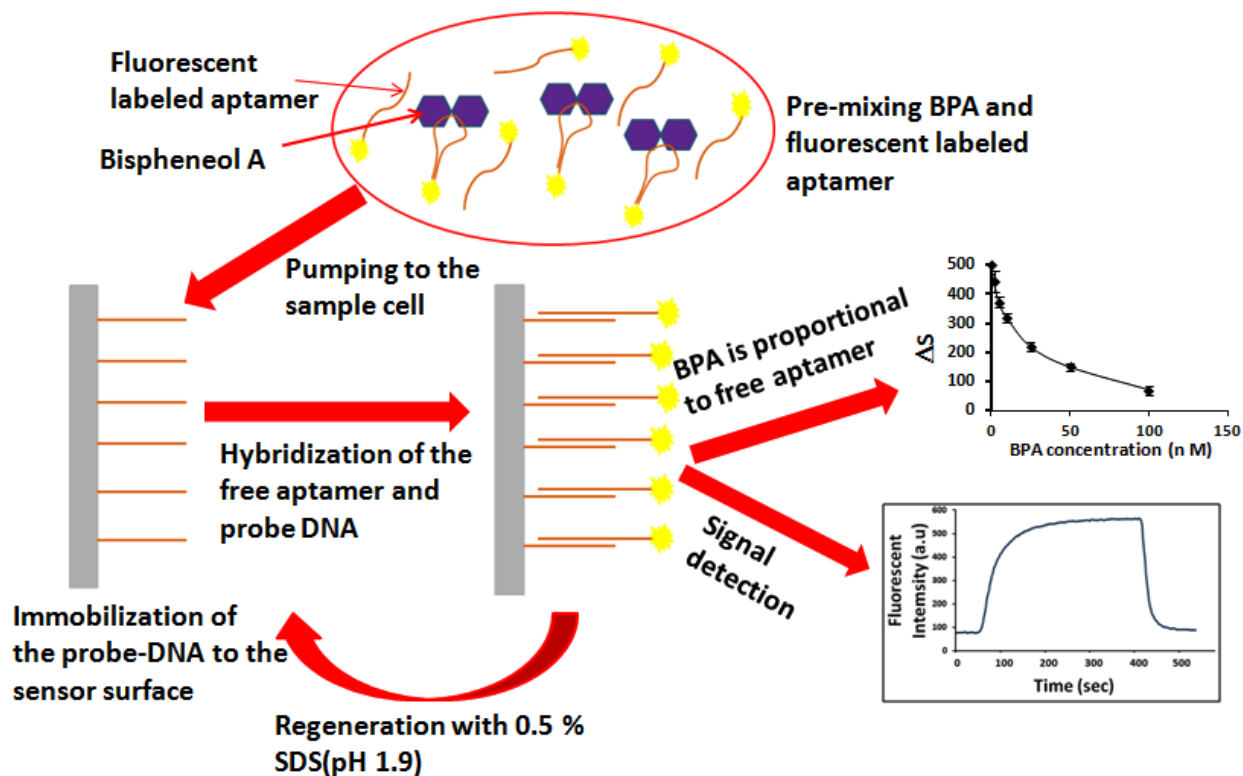 Fluorescent
labeled aptamer
Bispheneol A
Pre-mixing BPA and
fluorescent labeled
aptamer
Pumping to the
sample cell
Hybridization of the
free aptamer and
probe DNA
Immobilization of
the probe-DNA to the
sensor surface
Regeneration with 0.5 %
SDS(pH 1.9)
BPA is proportional
to free aptamer
Signal
detection
500
400
300
200
100
0
ΔS
0 50 100 150
BPA concentration (n M)
600
500
400
300
200
100
0
Fluorescent
Intemsity (a.u)
0 100 200 300 400 500
Time (sec)